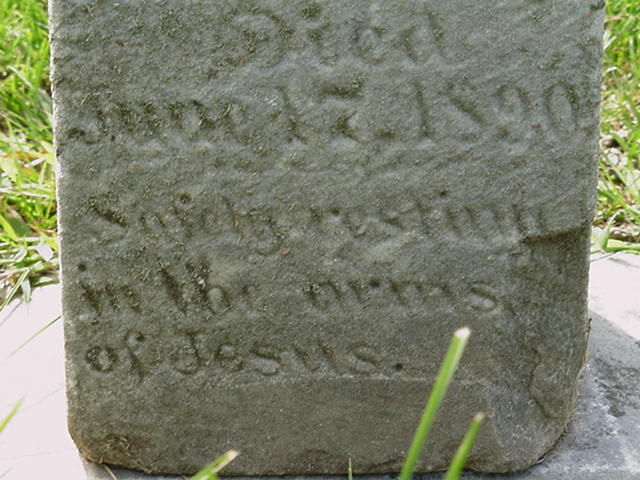 Died
June 17, 1890
Safely resting
in the arms,
of Jesus.